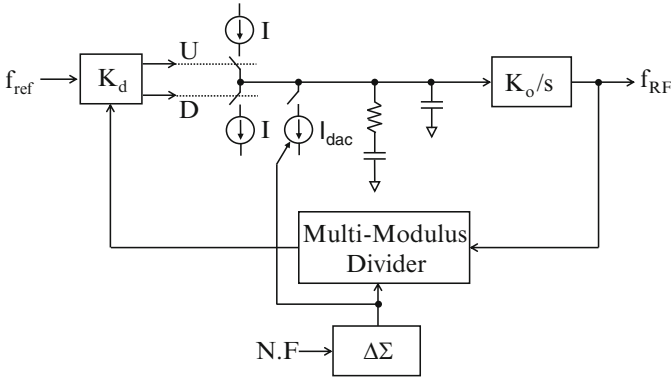 I
U
f_ref
K_d
K_o/s
f_RF
D
I
I_dac
Multi-Modulus
Divider
N.F
ΔΣ